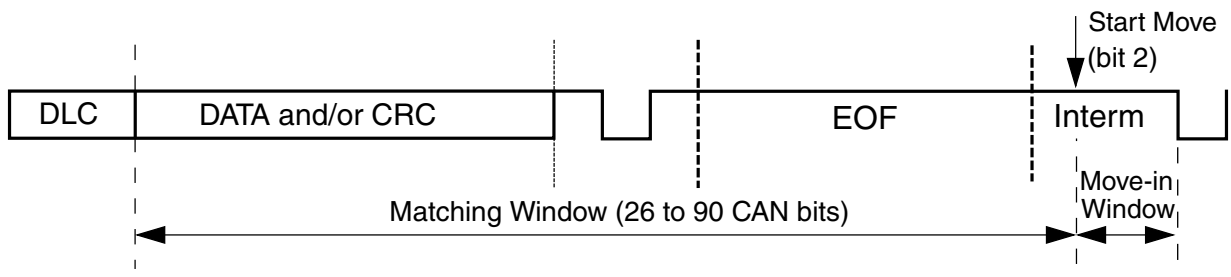 Start Move
(bit 2)
DLC
DATA and/or CRC
EOF
Interm
Matching Window (26 to 90 CAN bits)
Move-in
Window